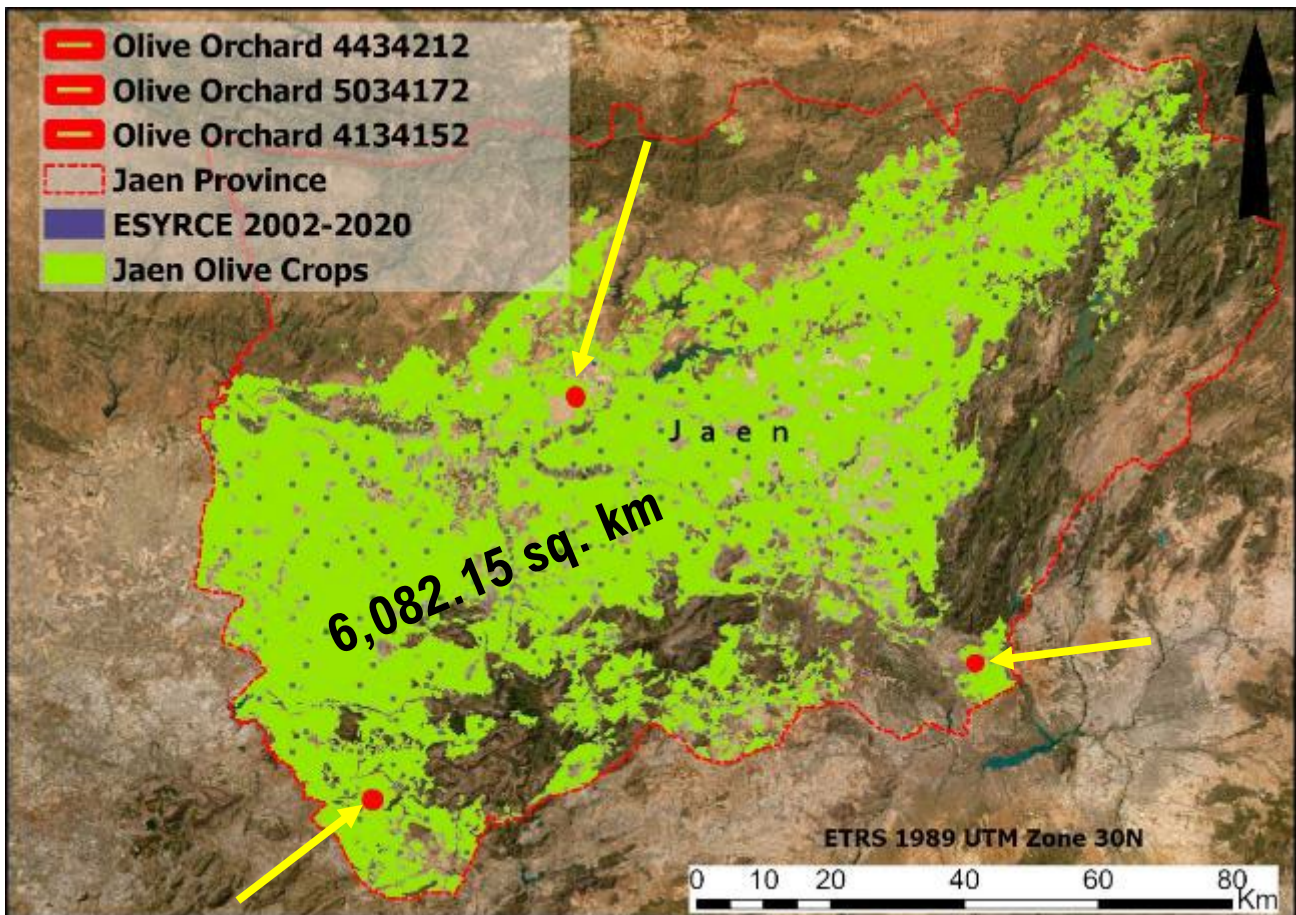 Olive Orchard 4434212
Olive Orchard 5034172
Olive Orchard 4134152
Jaen Province
ESYRCE 2002-2020
Jaen Olive Crops
Jaen
6,082.15 sq. km
ETRS 1989 UTM Zone 30N
0 10 20 40 60 80
Km